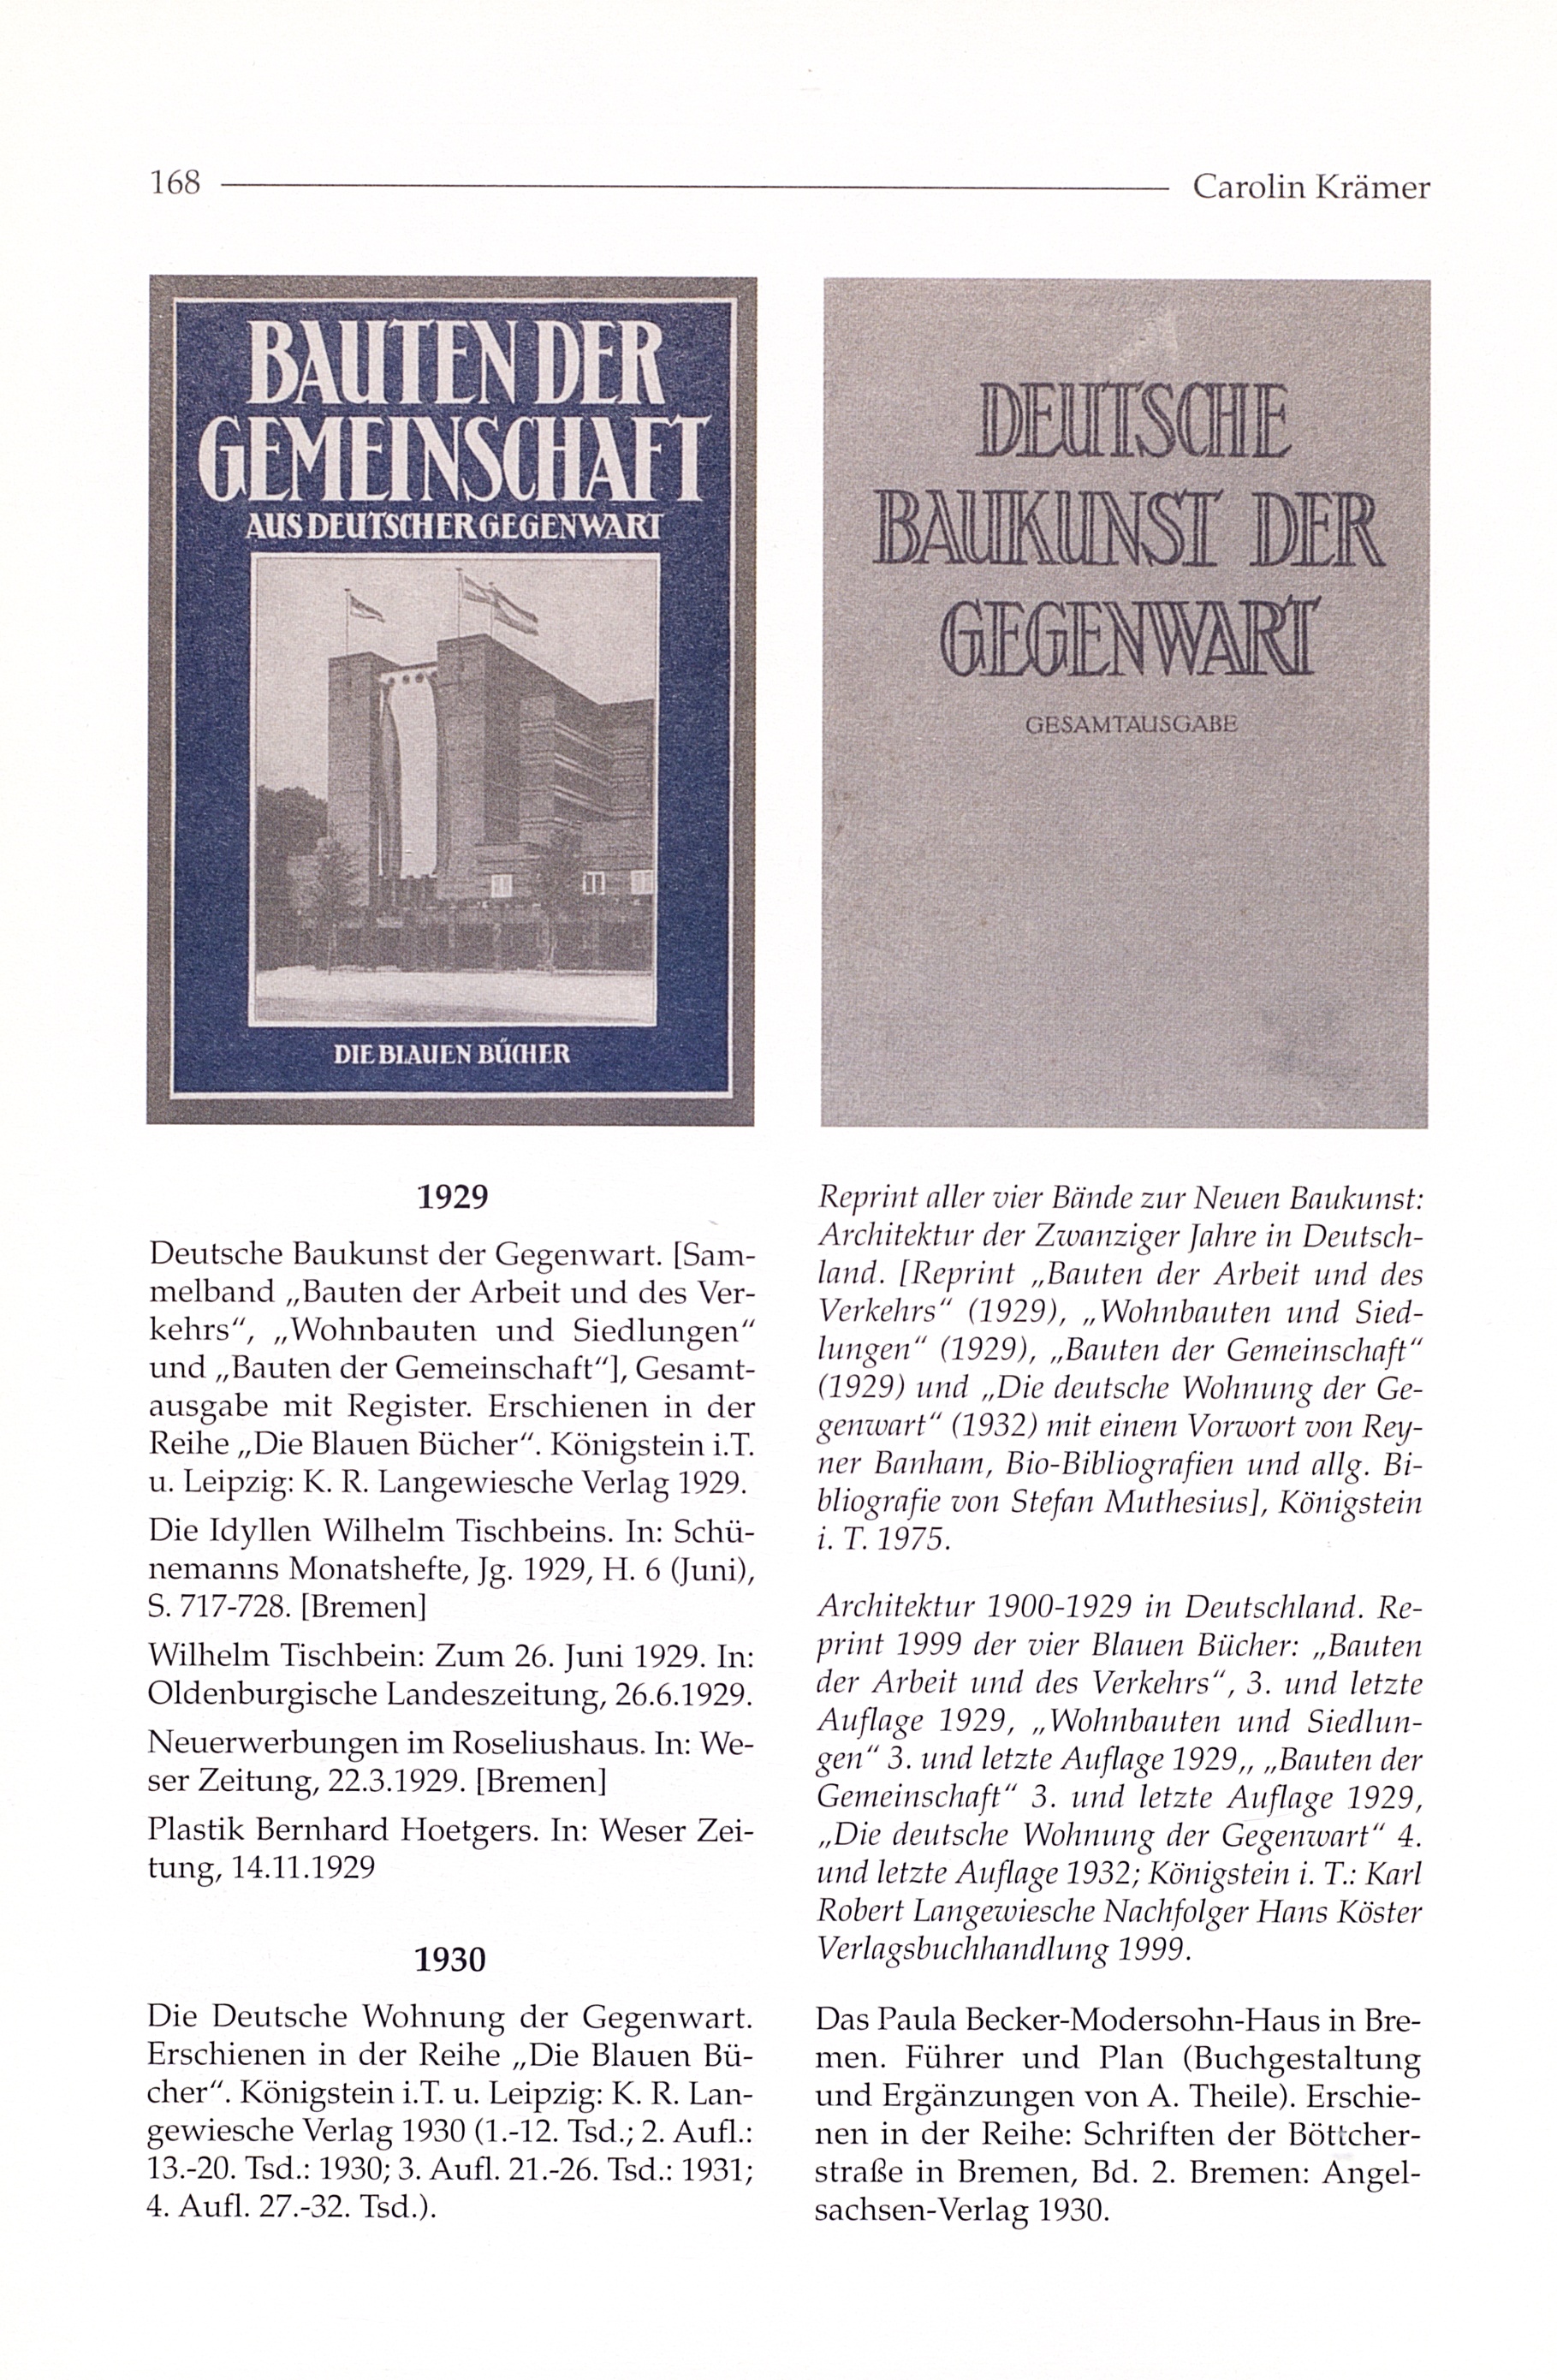 168
Carolin Krämer
BAUTEN DER
GEMEINSCHAFT
AUS DEUTSCHER GEGENWART
DIE BLAUEN BÜCHER
DEUTSCHE
BAUKUNST DER
GEGENWART
GESAMTAUSGABE
1929
Deutsche Baukunst der Gegenwart. [Sam-
melband „Bauten der Arbeit und des Ver-
kehrs“, „Wohnbauten und Siedlungen“
und „Bauten der Gemeinschaft“], Gesamt-
ausgabe mit Register. Erschienen in der
Reihe „Die Blauen Bücher“. Königstein i.T.
u. Leipzig: K. R. Langewiesche Verlag 1929.
Die Idyllen Wilhelm Tischbeins. In: Schü-
nemanns Monatshefte, Jg. 1929, H. 6 (Juni),
S. 717-728. [Bremen]
Wilhelm Tischbein: Zum 26. Juni 1929. In:
Oldenburgische Landeszeitung, 26.6.1929.
Neuerwerbungen im Roseliushaus. In: We-
ser Zeitung, 22.3.1929. [Bremen]
Plastik Bernhard Hoetgers. In: Weser Zei-
tung, 14.11.1929
1930
Die Deutsche Wohnung der Gegenwart.
Erschienen in der Reihe „Die Blauen Bü-
cher“. Königstein i.T. u. Leipzig: K. R. Lan-
gewiesche Verlag 1930 (1.-12. Tsd.; 2. Aufl.:
13.-20. Tsd.: 1930; 3. Aufl. 21.-26. Tsd.: 1931;
4. Aufl. 27.-32. Tsd.).
Reprint aller vier Bände zur Neuen Baukunst:
Architektur der Zwanziger Jahre in Deutsch-
land. [Reprint „Bauten der Arbeit und des
Verkehrs“ (1929), „Wohnbauten und Sied-
lungen“ (1929), „Bauten der Gemeinschaft“
(1929) und „Die deutsche Wohnung der Ge-
genwart“ (1932) mit einem Vorwort von Rey-
ner Banham, Bio-Bibliografien und allg. Bi-
bliografie von Stefan Muthesius], Königstein
i. T. 1975.
Architektur 1900-1929 in Deutschland. Re-
print 1999 der vier Blauen Bücher: „Bauten
der Arbeit und des Verkehrs“, 3. und letzte
Auflage 1929, „Wohnbauten und Siedlun-
gen“ 3. und letzte Auflage 1929,, „Bauten der
Gemeinschaft“ 3. und letzte Auflage 1929,
„Die deutsche Wohnung der Gegenwart“ 4.
und letzte Auflage 1932; Königstein i. T.: Karl
Robert Langewiesche Nachfolger Hans Köster
Verlagsbuchhandlung 1999.
Das Paula Becker-Modersohn-Haus in Bre-
men. Führer und Plan (Buchgestaltung
und Ergänzungen von A. Theile). Erschie-
nen in der Reihe: Schriften der Böttcher-
straße in Bremen, Bd. 2. Bremen: Angel-
sachsen-Verlag 1930.